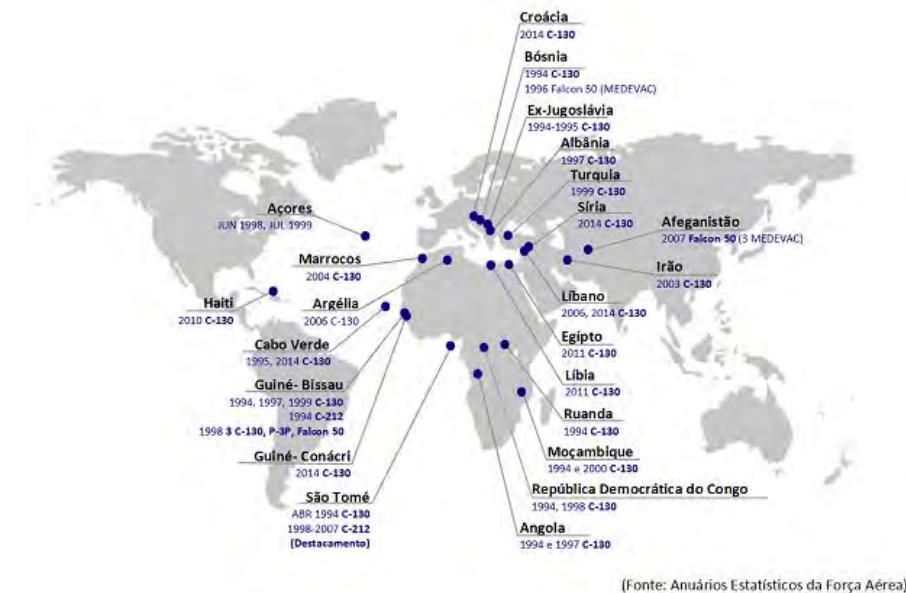 Croácia
2014 C-130
Bósnia
1994 C-130
1996 Falcon 50 (MEDEVAC)
Ex-Jugoslávia
1994-1995 C-130
Albânia
1997 C-130
Turquia
1999 C-130
Síria
2014 C-130
Afeganistão
2007 Falcon 50 (3 MEDEVAC)
Irão
2003 C-130
Líbano
2006, 2014 C-130
Egipto
2011 C-130
Líbia
2011 C-130
Ruanda
1994 C-130
Moçambique
1994 e 2000 C-130
República Democrática do Congo
1994, 1998 C-130
Angola
1994 e 1997 C-130
Açores
JUN 1998, JUL 1999
Marrocos
2004 C-130
Haiti
2010 C-130
Argélia
2006 C-130
Cabo Verde
1995, 2014 C-130
Guiné- Bissau
1994, 1997, 1999 C-130
1994 C-212
1998 3 C-130, P-3P, Falcon 50
Guiné- Conácri
2014 C-130
São Tomé
ABR 1994 C-130
1998-2007 C-212
(Destacamento)
(Fonte: Anuários Estatísticos da Força Aérea)